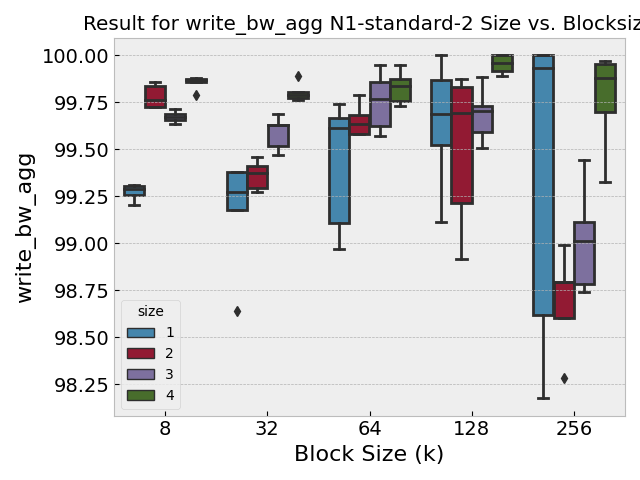 Result for write_bw_agg N1-standard-2 Size vs. Blocksiz
100.00
99.75
99.50
99.25
99.00
98.75
98.50
98.25
write_bw_agg
size
1
2
3
4
8 32 64 128 256
Block Size (k)